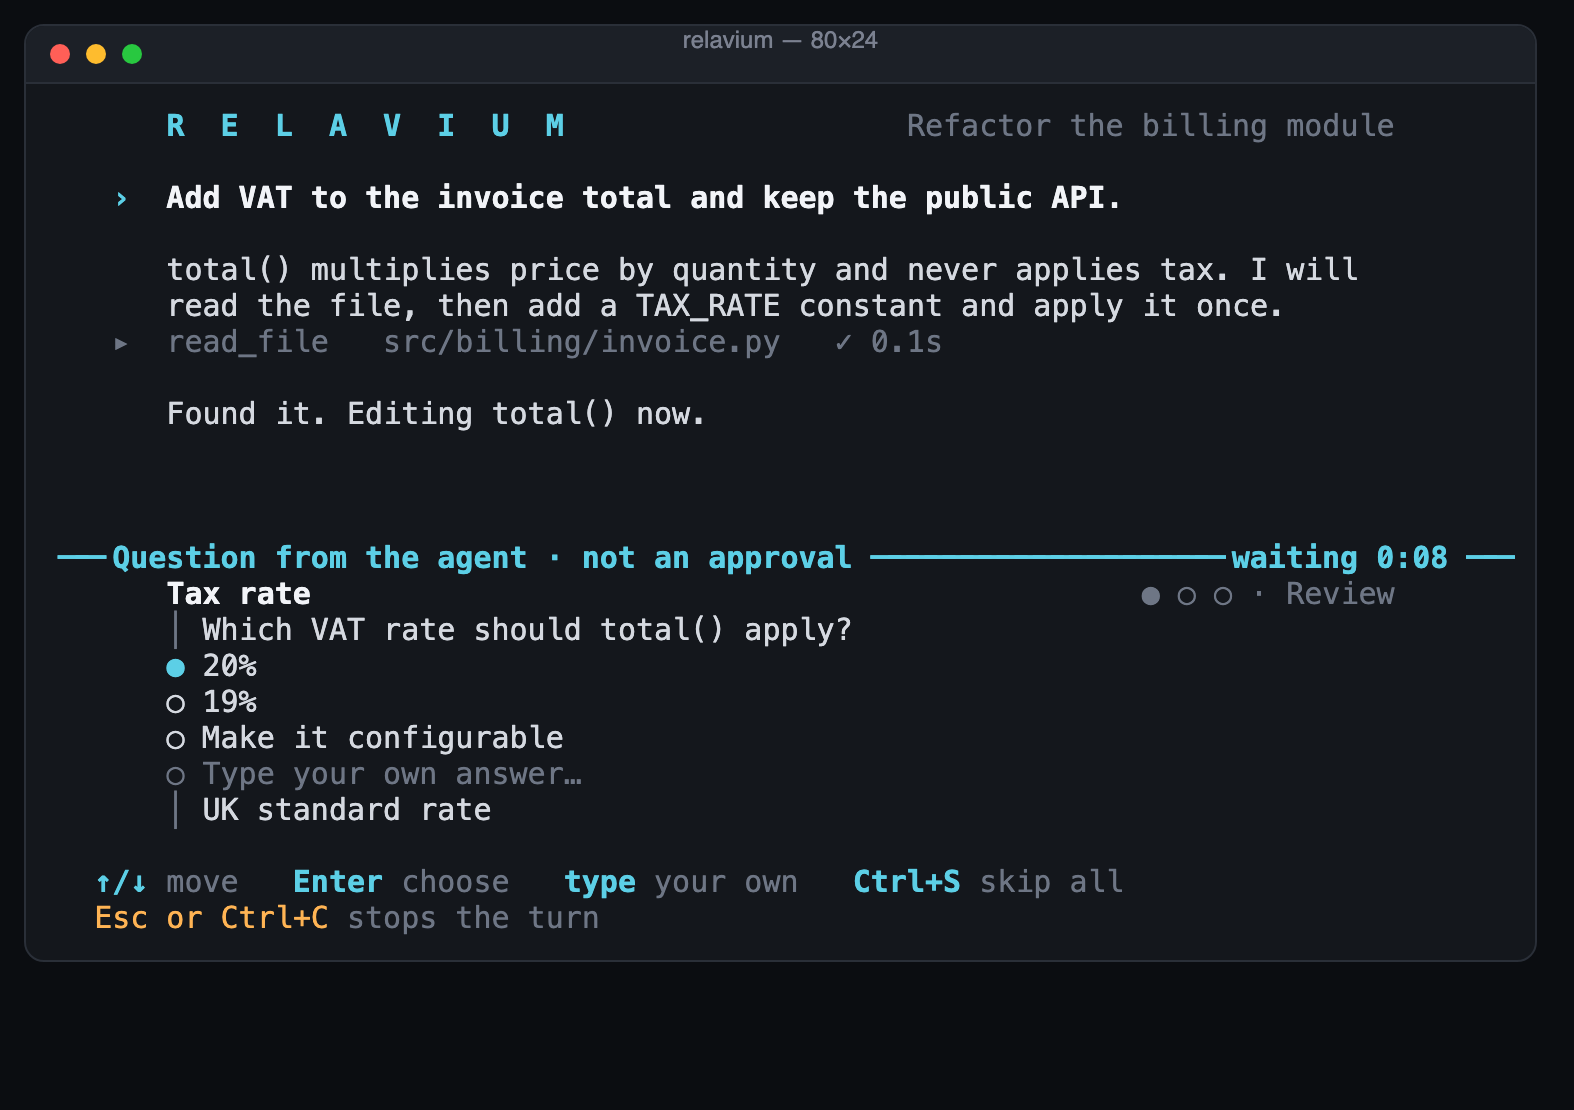 relavium — 80×24
R E L A V I U M Refactor the billing module
› Add VAT to the invoice total and keep the public API.
total() multiplies price by quantity and never applies tax. I will
read the file, then add a TAX_RATE constant and apply it once.
▸ read_file src/billing/invoice.py ✓ 0.1s
Found it. Editing total() now.
Question from the agent · not an approval waiting 0:08
Tax rate ● ○ ○ · Review
│ Which VAT rate should total() apply?
● 20%
○ 19%
○ Make it configurable
○ Type your own answer…
│ UK standard rate
↑/↓ move Enter choose type your own Ctrl+S skip all
Esc or Ctrl+C stops the turn